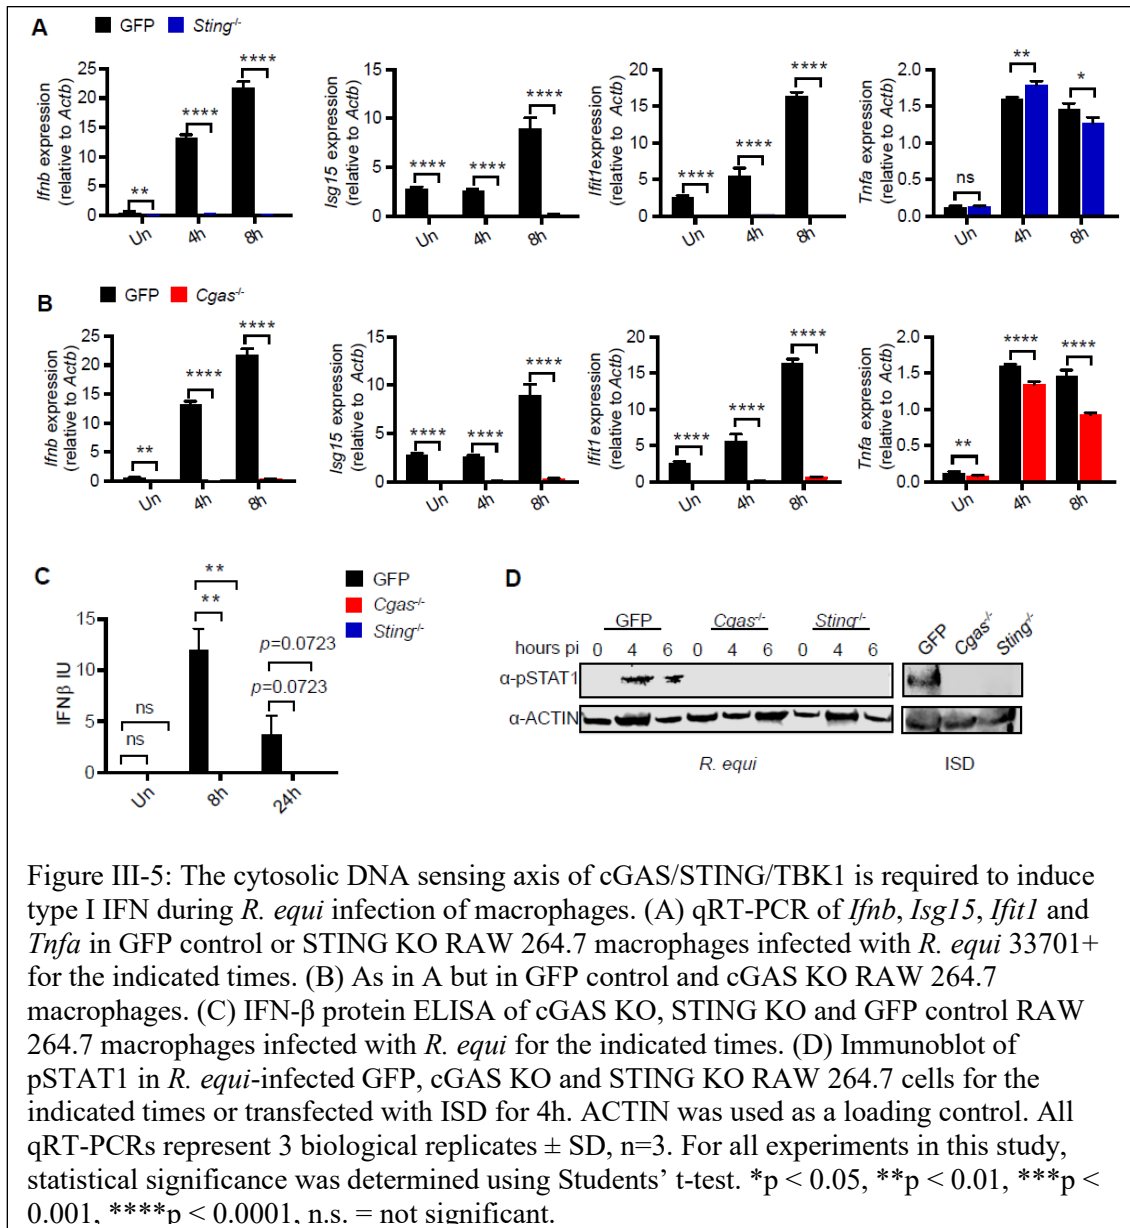 A
GFP Sting-/-
Ifnb expression
(relative to Actb)
25
20
15
10
5
0
** **** ****
Un 4h 8h
Isg15 expression
(relative to Actb)
15
10
5
0
**** **** ****
Un 4h 8h
Ifit1expression
(relative to Actb)
20
15
10
5
0
**** **** ****
Un 4h 8h
Tnfa expression
(relative to Actb)
2.0
1.5
1.0
0.5
0.0
ns ** *
Un 4h 8h
B
GFP Cgas-/-
Ifnb expression
(relative to Actb)
25
20
15
10
5
0
** **** ****
Un 4h 8h
Isg15 expression
(relative to Actb)
15
10
5
0
**** **** ****
Un 4h 8h
Ifit1 expression
(relative to Actb)
20
15
10
5
0
**** **** ****
Un 4h 8h
Tnfa expression
(relative to Actb)
2.0
1.5
1.0
0.5
0.0
** **** ****
Un 4h 8h
C
GFP
Cgas-/-
Sting-/-
IFNβ IU
15
10
5
0
ns
ns
**
**
p=0.0723
p=0.0723
Un 8h 24h
D
GFP Cgas-/- Sting-/-
hours pi 0 4 6 0 4 6 0 4 6
GFP Cgas-/- Sting-/-
α-pSTAT1
α-ACTIN
R. equi ISD
Figure III-5: The cytosolic DNA sensing axis of cGAS/STING/TBK1 is required to induce
type I IFN during R. equi infection of macrophages. (A) qRT-PCR of Ifnb, Isg15, Ifit1 and
Tnfa in GFP control or STING KO RAW 264.7 macrophages infected with R. equi 33701+
for the indicated times. (B) As in A but in GFP control and cGAS KO RAW 264.7
macrophages. (C) IFN-β protein ELISA of cGAS KO, STING KO and GFP control RAW
264.7 macrophages infected with R. equi for the indicated times. (D) Immunoblot of
pSTAT1 in R. equi-infected GFP, cGAS KO and STING KO RAW 264.7 cells for the
indicated times or transfected with ISD for 4h. ACTIN was used as a loading control. All
qRT-PCRs represent 3 biological replicates ± SD, n=3. For all experiments in this study,
statistical significance was determined using Students’ t-test. *p < 0.05, **p < 0.01, ***p <
0.001, ****p < 0.0001, n.s. = not significant.